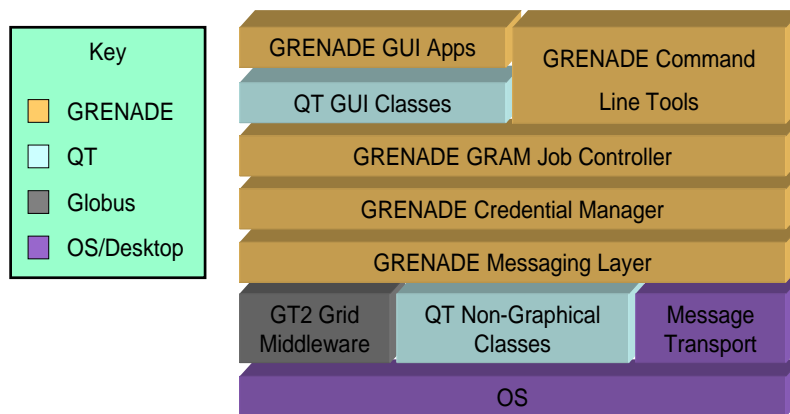 Key
GRENADE
QT
Globus
OS/Desktop
GRENADE GUI Apps
GRENADE Command
Line Tools
QT GUI Classes
GRENADE GRAM Job Controller
GRENADE Credential Manager
GRENADE Messaging Layer
GT2 Grid
Middleware
QT Non-Graphical
Classes
Message
Transport
OS